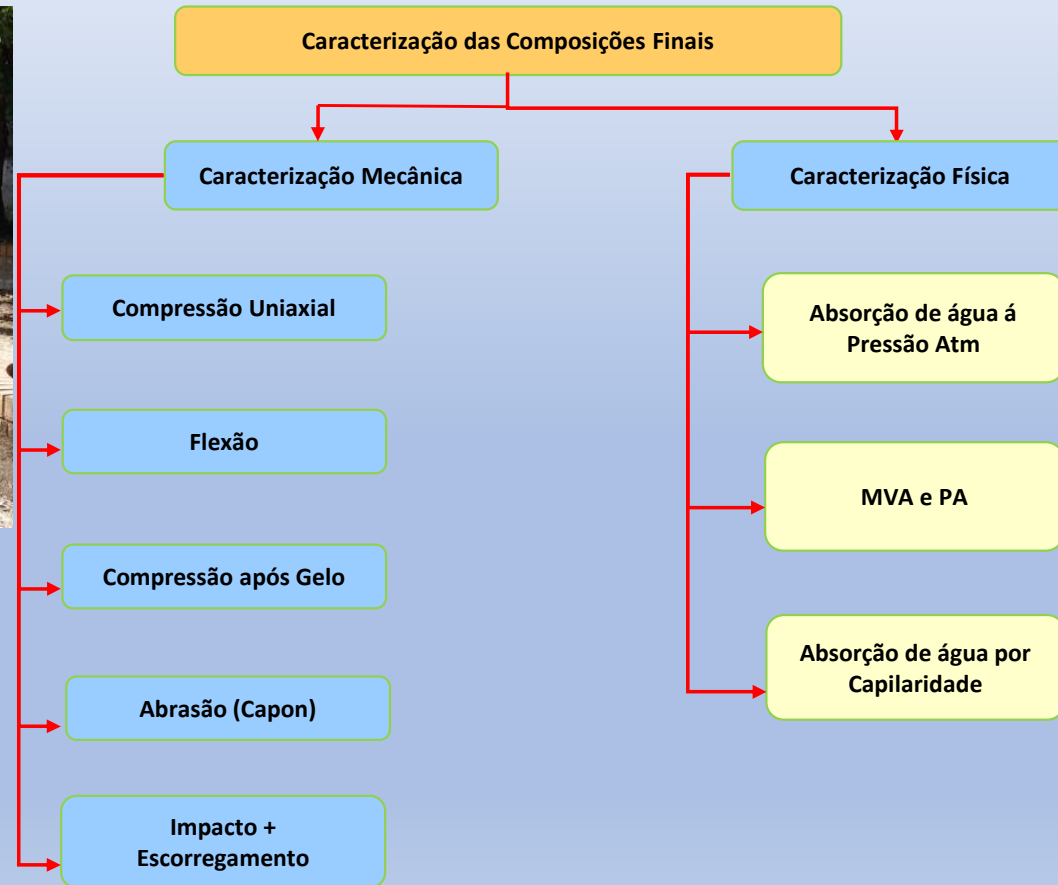 Caracterização das Composições Finais
Caracterização Mecânica
Caracterização Física
Compressão Uniaxial
Flexão
Compressão após Gelo
Abrasão (Capon)
Impacto +
Escorregamento
Absorção de água á
Pressão Atm
MVA e PA
Absorção de água por
Capilaridade